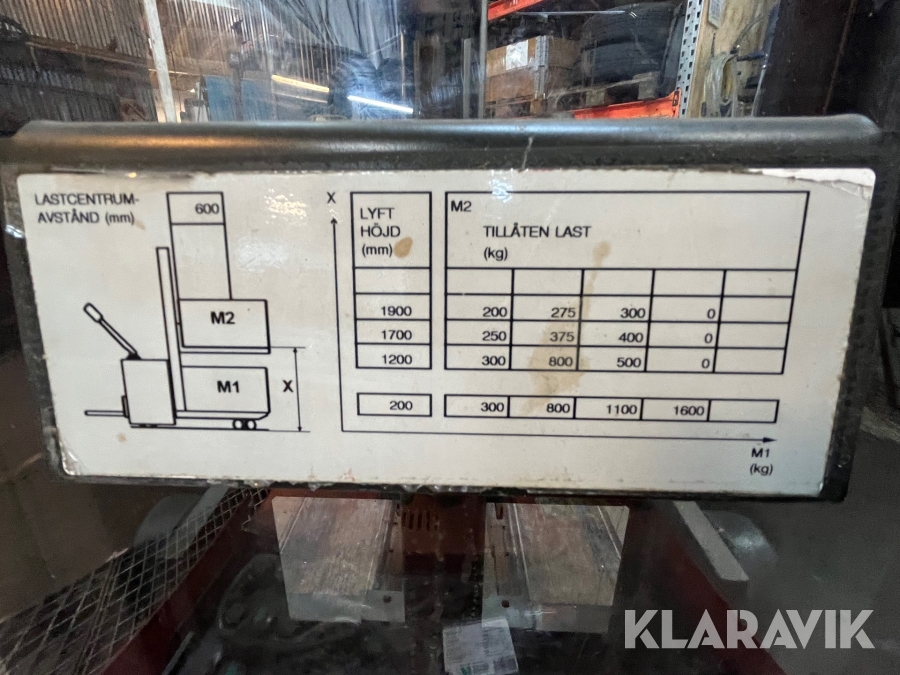 LASTCENTRUM-
AVSTÅND (mm)
600
M2
M1
X
X
LYFT
HÖJD
(mm)
M2
TILLÅTEN LAST
(kg)
1900 200 275 300 0
1700 250 375 400 0
1200 300 800 500 0
200 300 800 1100 1600
M1
(kg)
KLARAVIK